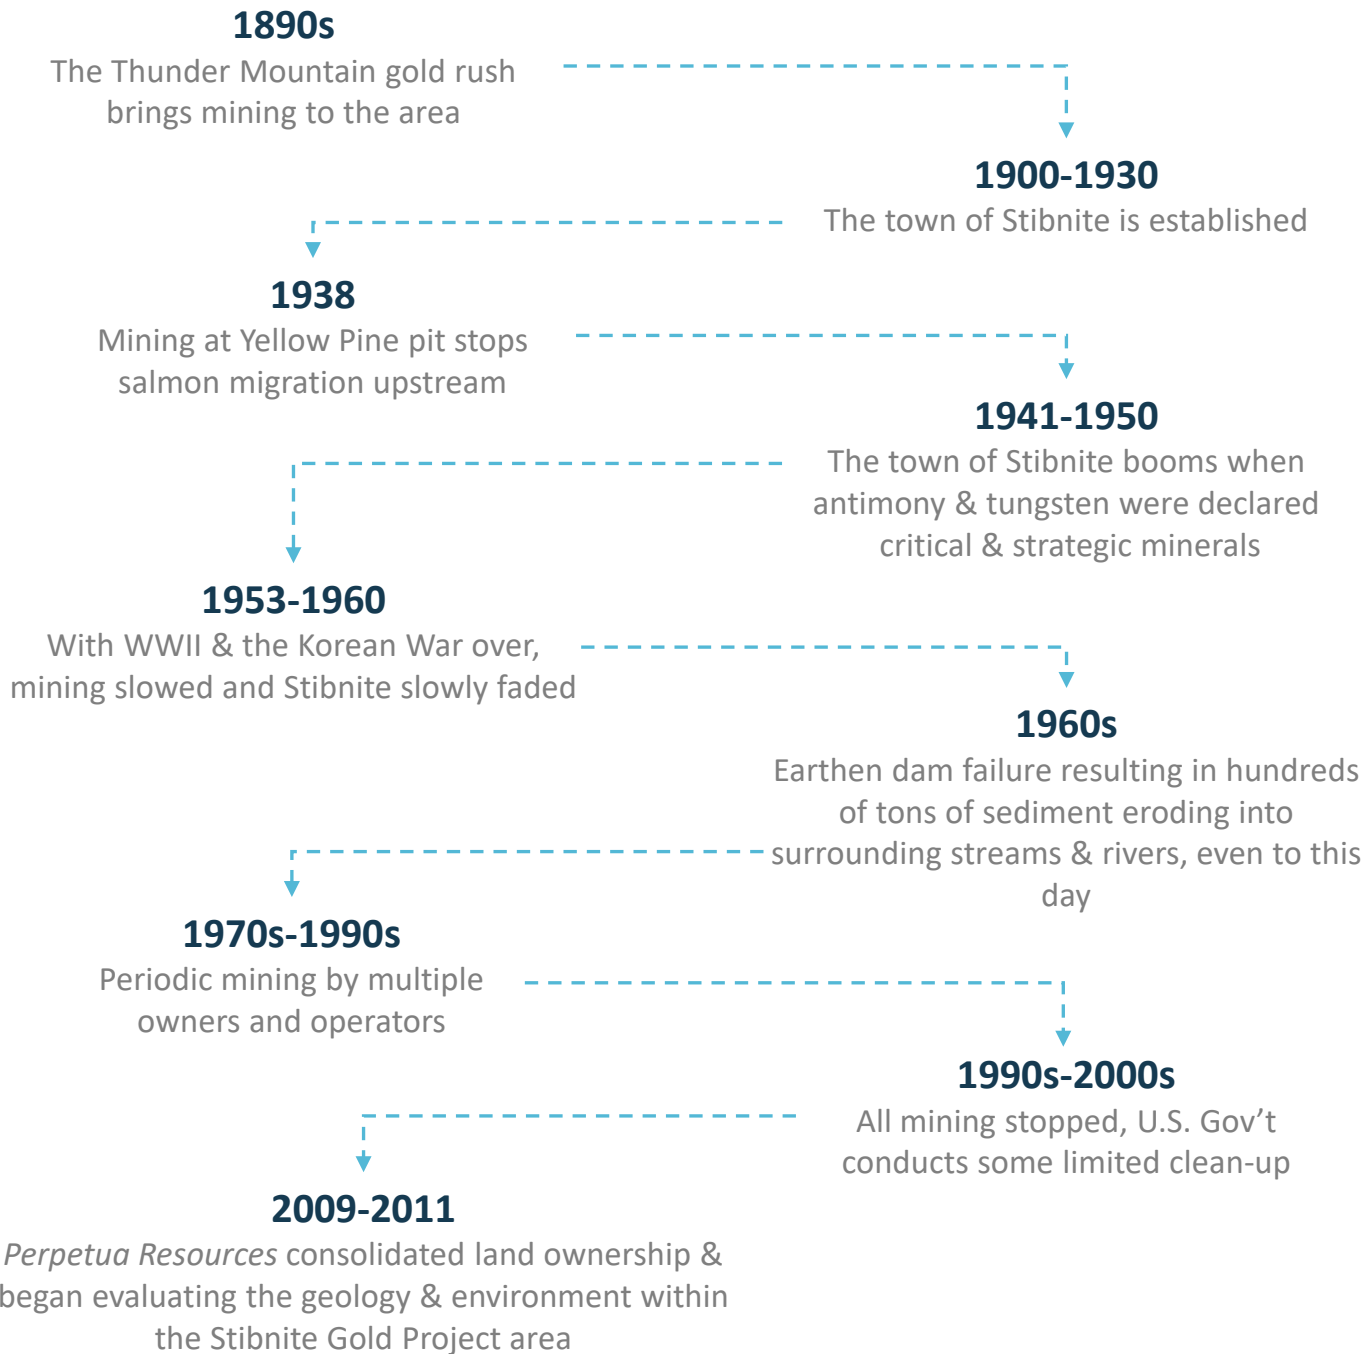 1890s
The Thunder Mountain gold rush
brings mining to the area
1900-1930
The town of Stibnite is established
1938
Mining at Yellow Pine pit stops
salmon migration upstream
1941-1950
The town of Stibnite booms when
antimony & tungsten were declared
critical & strategic minerals
1953-1960
With WWII & the Korean War over,
mining slowed and Stibnite slowly faded
1960s
Earthen dam failure resulting in hundreds
of tons of sediment eroding into
surrounding streams & rivers, even to this
day
1970s-1990s
Periodic mining by multiple
owners and operators
1990s-2000s
All mining stopped, U.S. Gov’t
conducts some limited clean-up
2009-2011
Perpetua Resources consolidated land ownership &
began evaluating the geology & environment within
the Stibnite Gold Project area